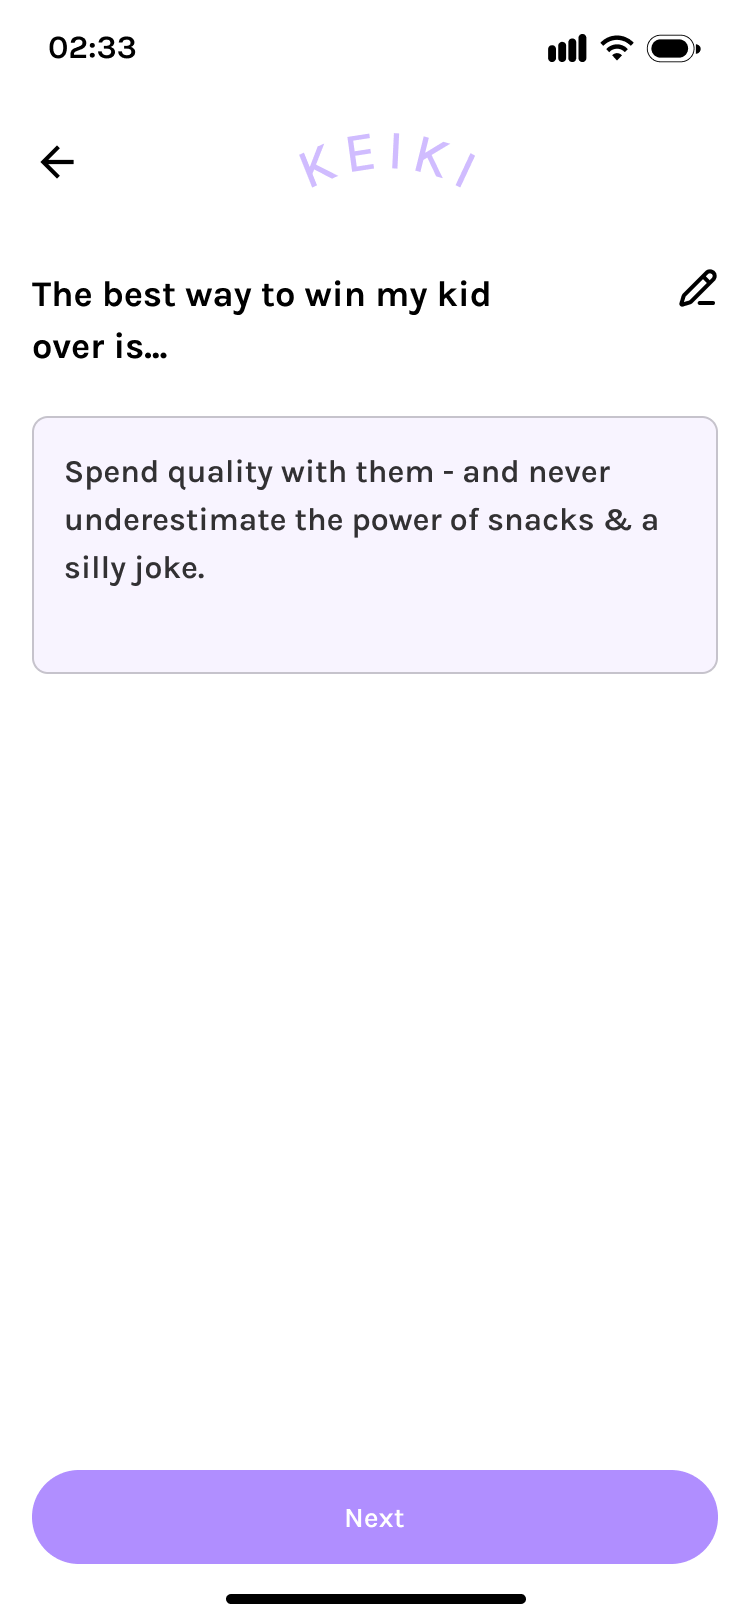 02:33
KEIKI
The best way to win my kid
over is...
Spend quality with them - and never
underestimate the power of snacks & a
silly joke.
Next